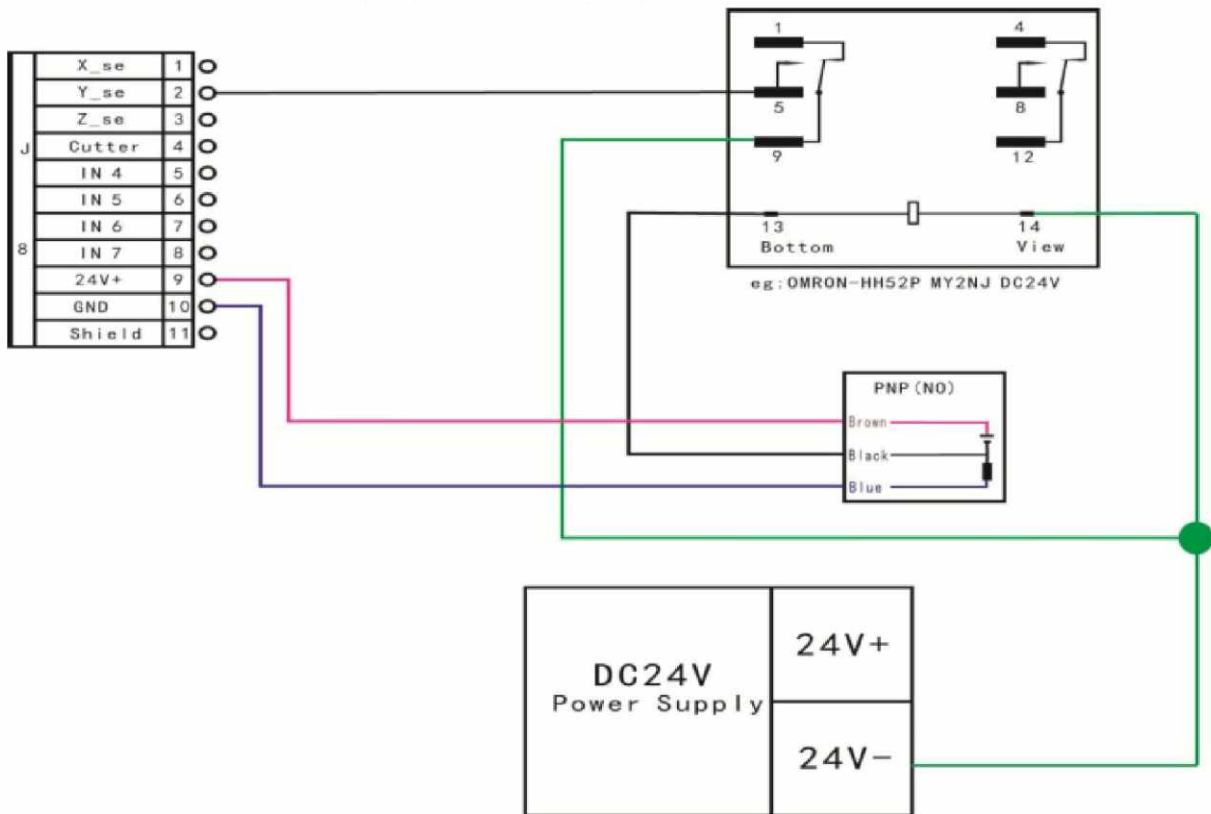 J
8
X_se 1
Y_se 2
Z_se 3
Cutter 4
IN 4 5
IN 5 6
IN 6 7
IN 7 8
24V+ 9
GND 10
Shield 11
1 4
5 8
9 12
13 14
Bottom View
eg:OMRON-HH52P MY2NJ DC24V
PNP(NO)
Brown
Black
Blue
DC24V
Power Supply
24V+
24V-